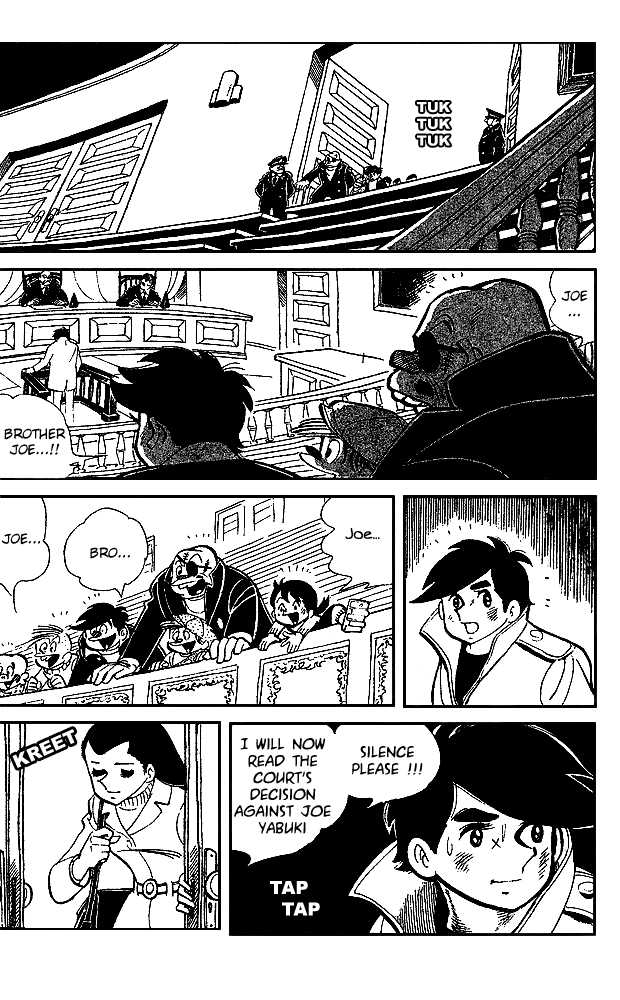 TUK
TUK
TUK
JOE
...
BROTHER
JOE...!!
Joe...
BRO...
JOE...
SILENCE
PLEASE !!!
I WILL NOW
READ THE
COURT'S
DECISION
AGAINST JOE
YABUKI
TAP
TAP
KREET